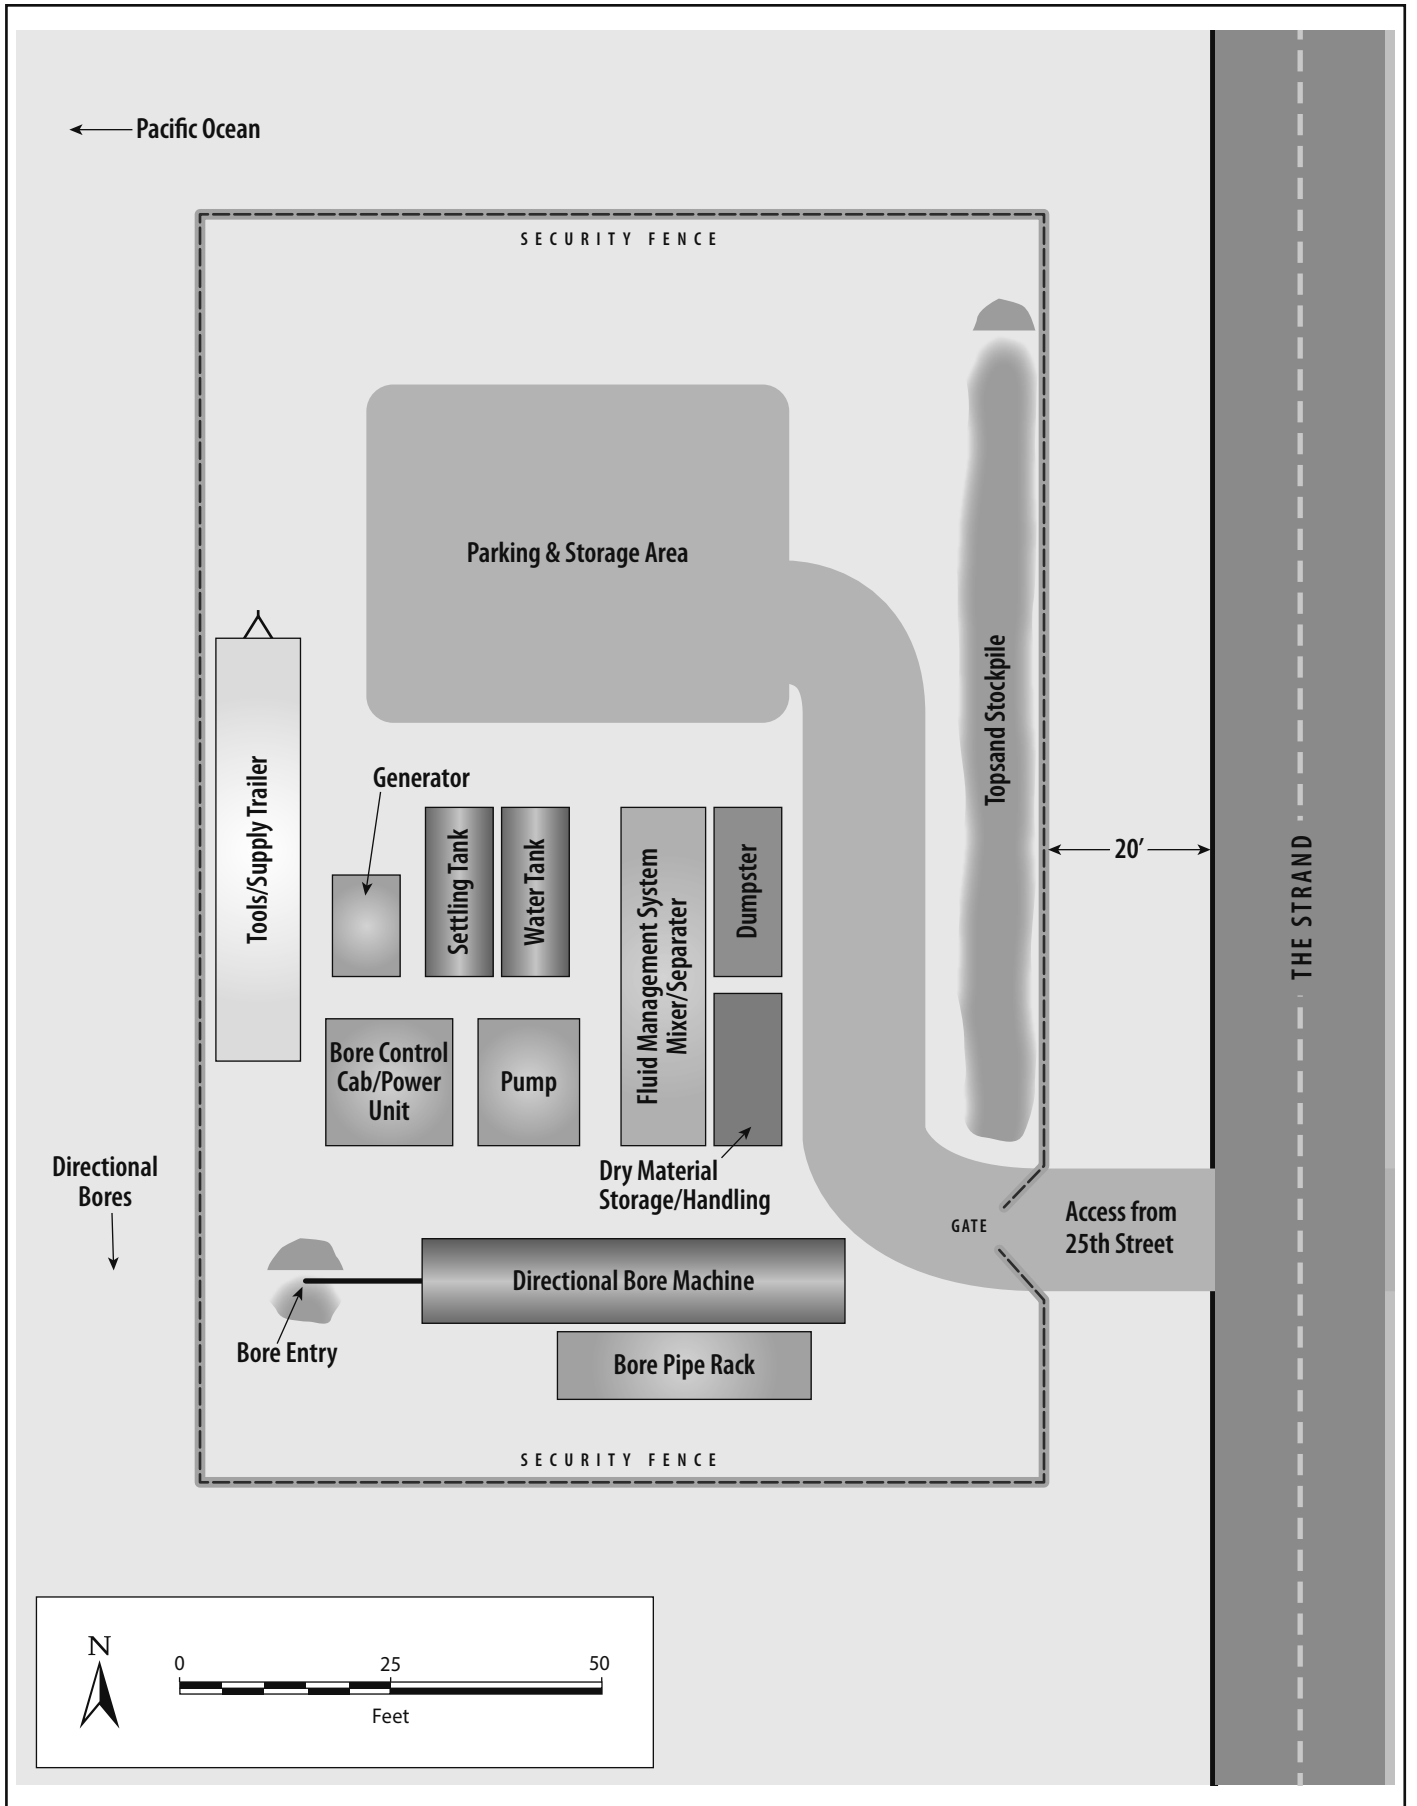 Pacific Ocean
SECURITY FENCE
Parking & Storage Area
Topsand Stockpile
Tools/Supply Trailer
Generator
Settling Tank
Water Tank
Fluid Management System
Mixer/Separater
Dumpster
20′
THE STRAND
Bore Control
Cab/Power
Unit
Pump
Directional
Bores
Dry Material
Storage/Handling
GATE
Access from
25th Street
Directional Bore Machine
Bore Entry
Bore Pipe Rack
SECURITY FENCE
N
0 25 50
Feet